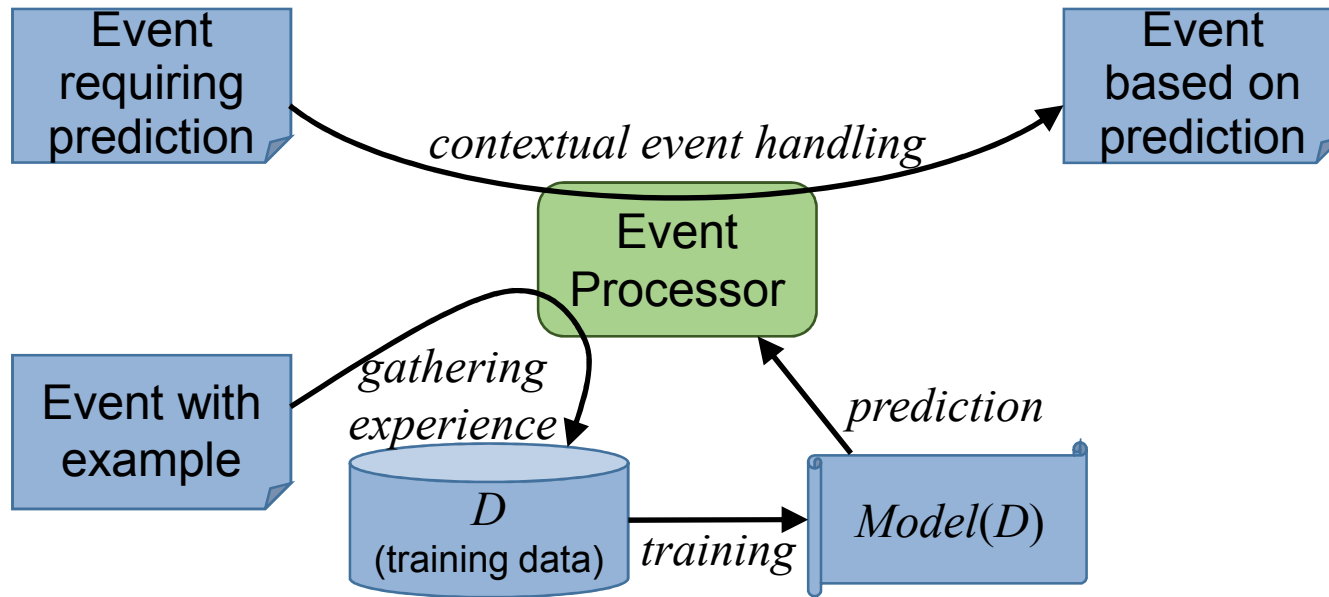 Event
requiring
prediction
Event
based on
prediction
contextual event handling
Event
Processor
gathering
experience
Event with
example
prediction
D
(training data)
training
Model(D)